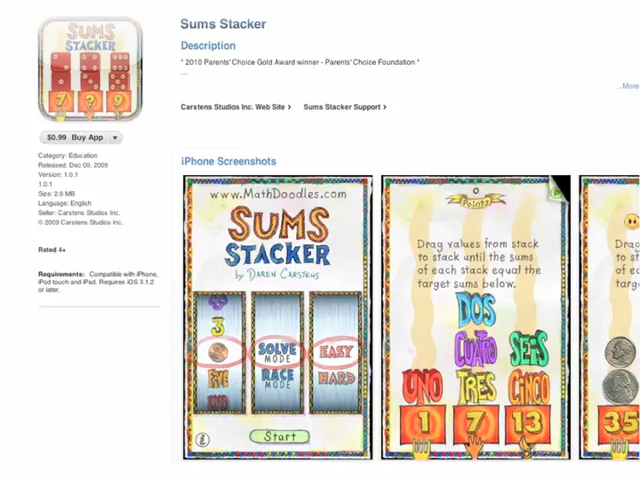 SUMS
STACKER
7 ? 9
$0.99 Buy App
Category: Education
Released: Dec 09, 2009
Version: 1.0.1
1.0.1
Size: 2.6 MB
Language: English
Seller: Carstens Studios Inc.
© 2009 Carstens Studios Inc.
Rated 4+
Requirements: Compatible with iPhone,
iPod touch and iPad. Requires iOS 3.1.2
or later.
Sums Stacker
Description
* 2010 Parents' Choice Gold Award winner - Parents' Choice Foundation *
...
...More
Carstens Studios Inc. Web Site
Sums Stacker Support
iPhone Screenshots
www.MathDoodles.com
SUMS
STACKER
by DAREN CARSTENS
3
FIVE
SOLVE
MODE
RACE
MODE
EASY
HARD
i
Start
0
Points
Drag values from stack
to stack until the sums
of each stack equal the
target sums below.
DOS
CUATRO SEIS
UNO TRES CINCO
1 7 13
Drag
to st
of e
35